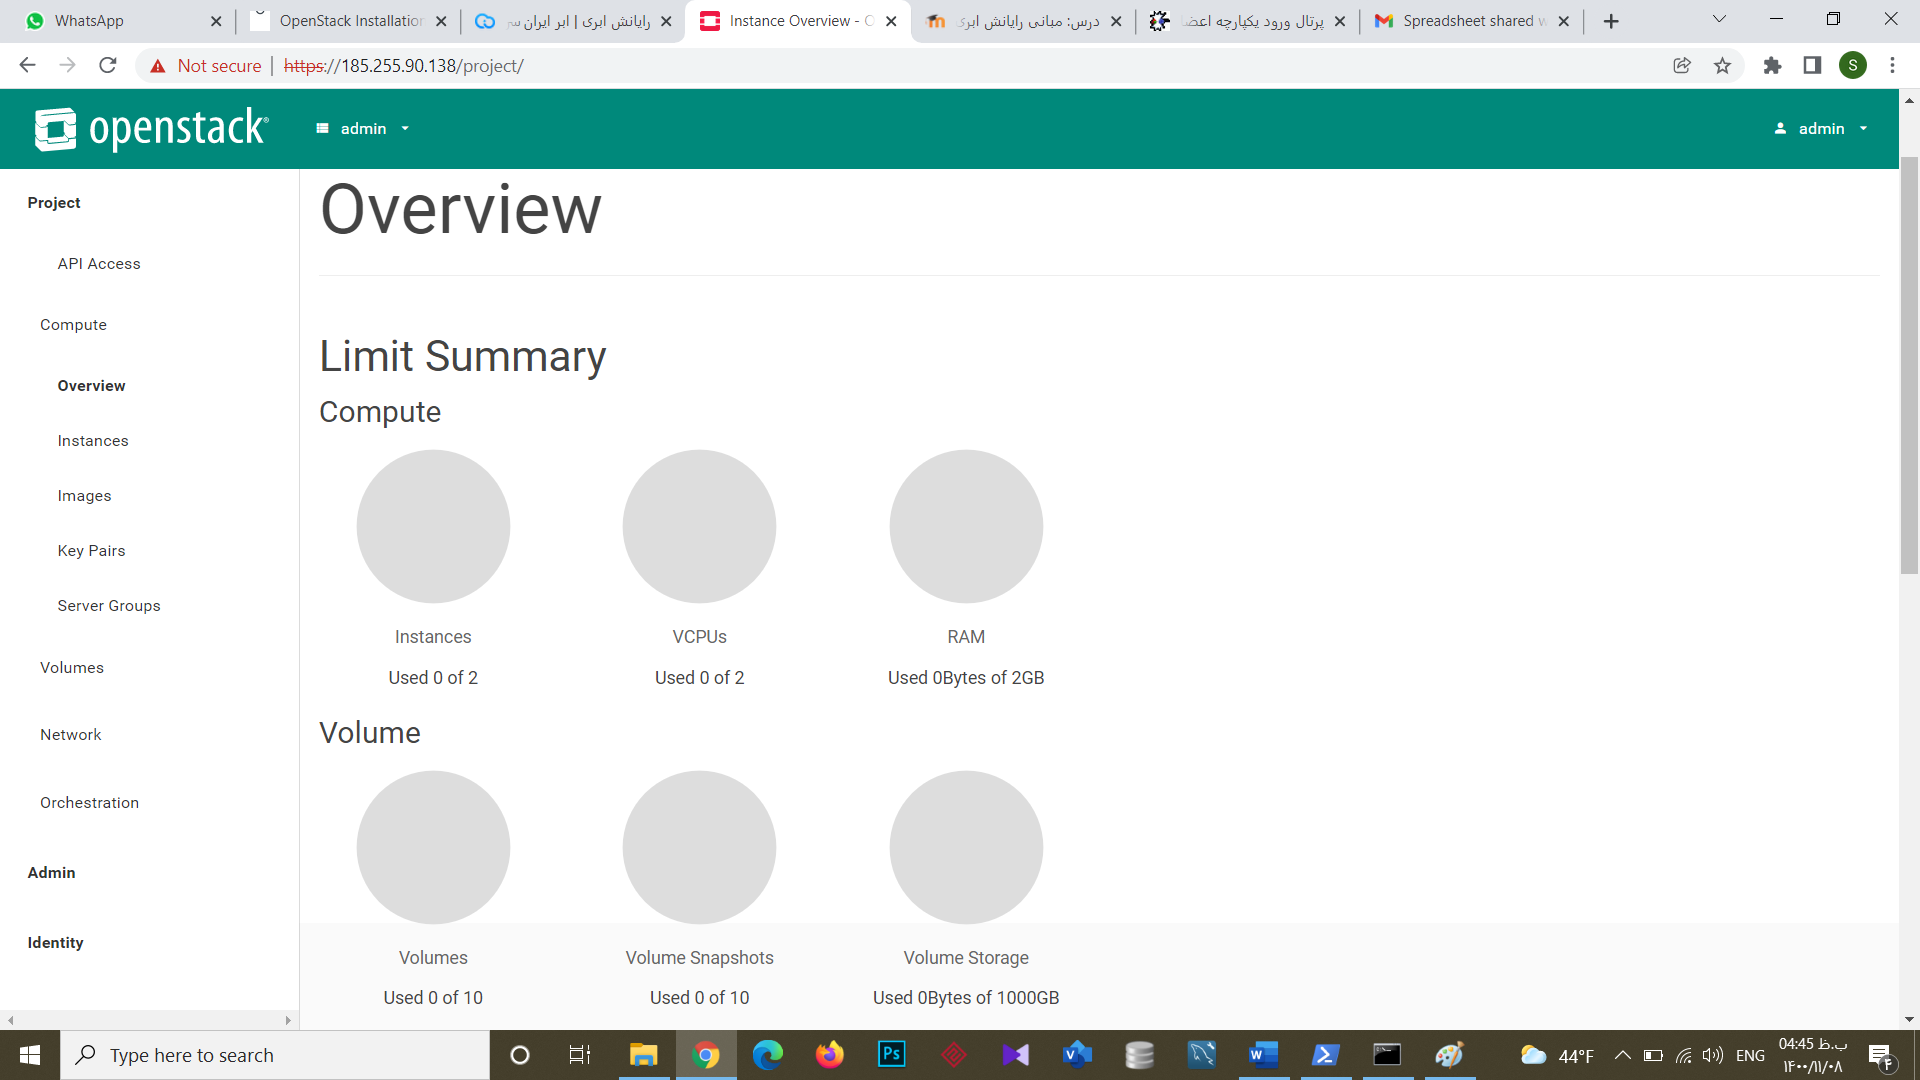 WhatsApp
OpenStack Installation
رایانش ابری | ابر ایران سر
Instance Overview - O
درس: مبانی رایانش ابری
پرتال ورود یکپارچه اعضا
Spreadsheet shared w
Not secure | https://185.255.90.138/project/
S
openstack
admin
admin
Project
API Access
Compute
Overview
Instances
Images
Key Pairs
Server Groups
Volumes
Network
Orchestration
Admin
Identity
Overview
Limit Summary
Compute
Instances
VCPUs
RAM
Used 0 of 2
Used 0 of 2
Used 0Bytes of 2GB
Volume
Volumes
Volume Snapshots
Volume Storage
Used 0 of 10
Used 0 of 10
Used 0Bytes of 1000GB
Type here to search
Ps
44°F
ENG
04:45 ب.ظ
۱۴۰۰/۱۱/۰۸
۴